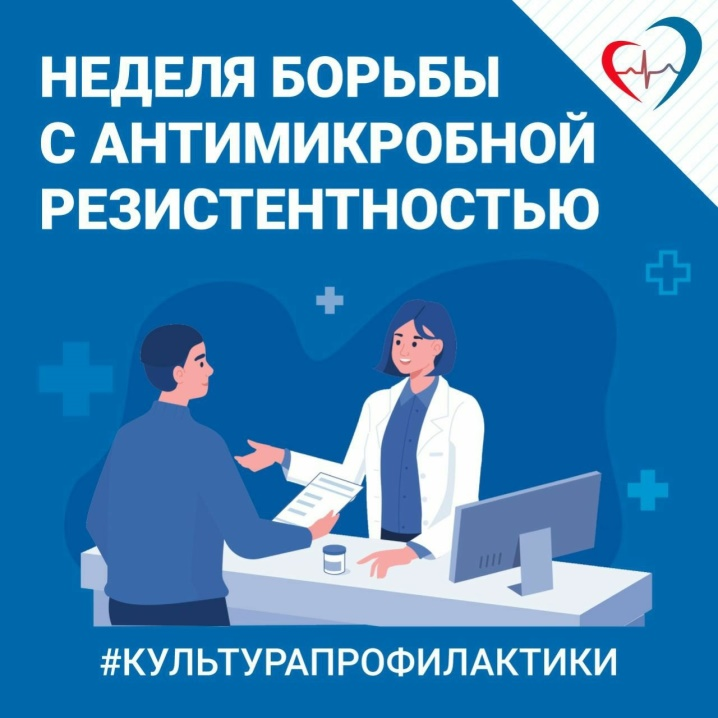 НЕДЕЛЯ БОРЬБЫ
С АНТИМИКРОБНОЙ
РЕЗИСТЕНТНОСТЬЮ
#КУЛЬТУРАПРОФИЛАКТИКИ